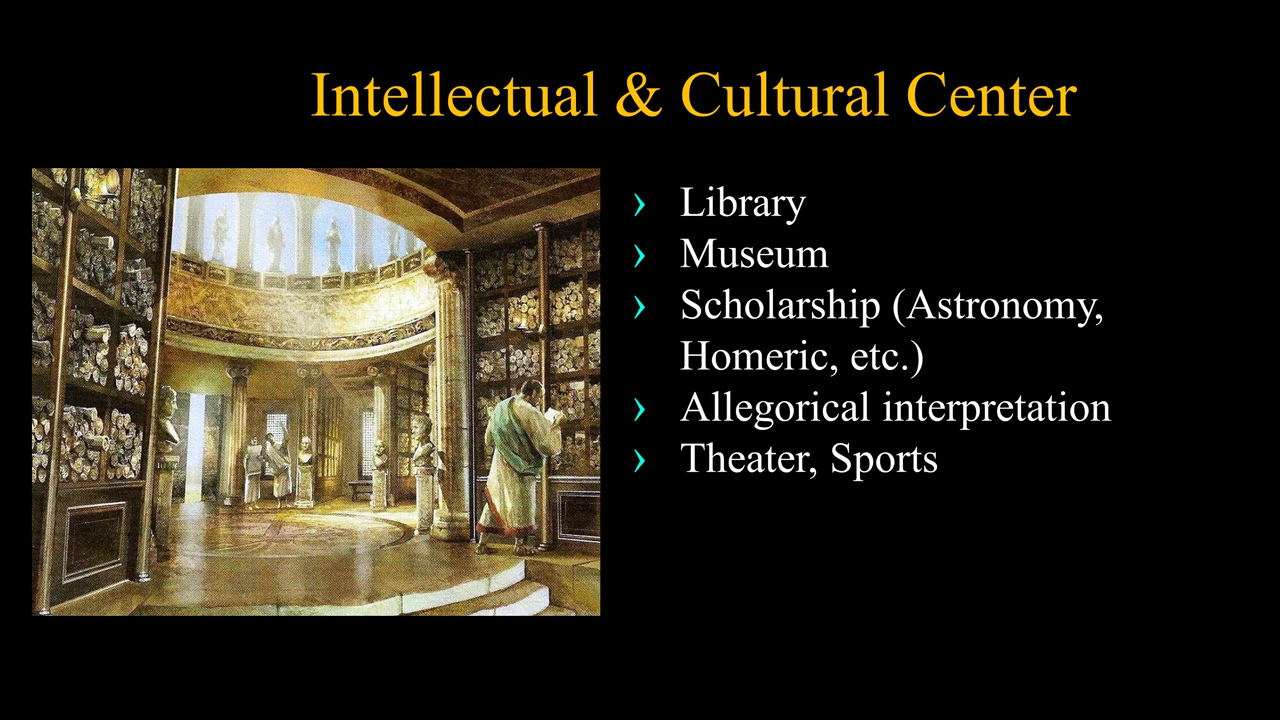 Intellectual & Cultural Center
› Library
› Museum
› Scholarship (Astronomy,
Homeric, etc.)
› Allegorical interpretation
› Theater, Sports